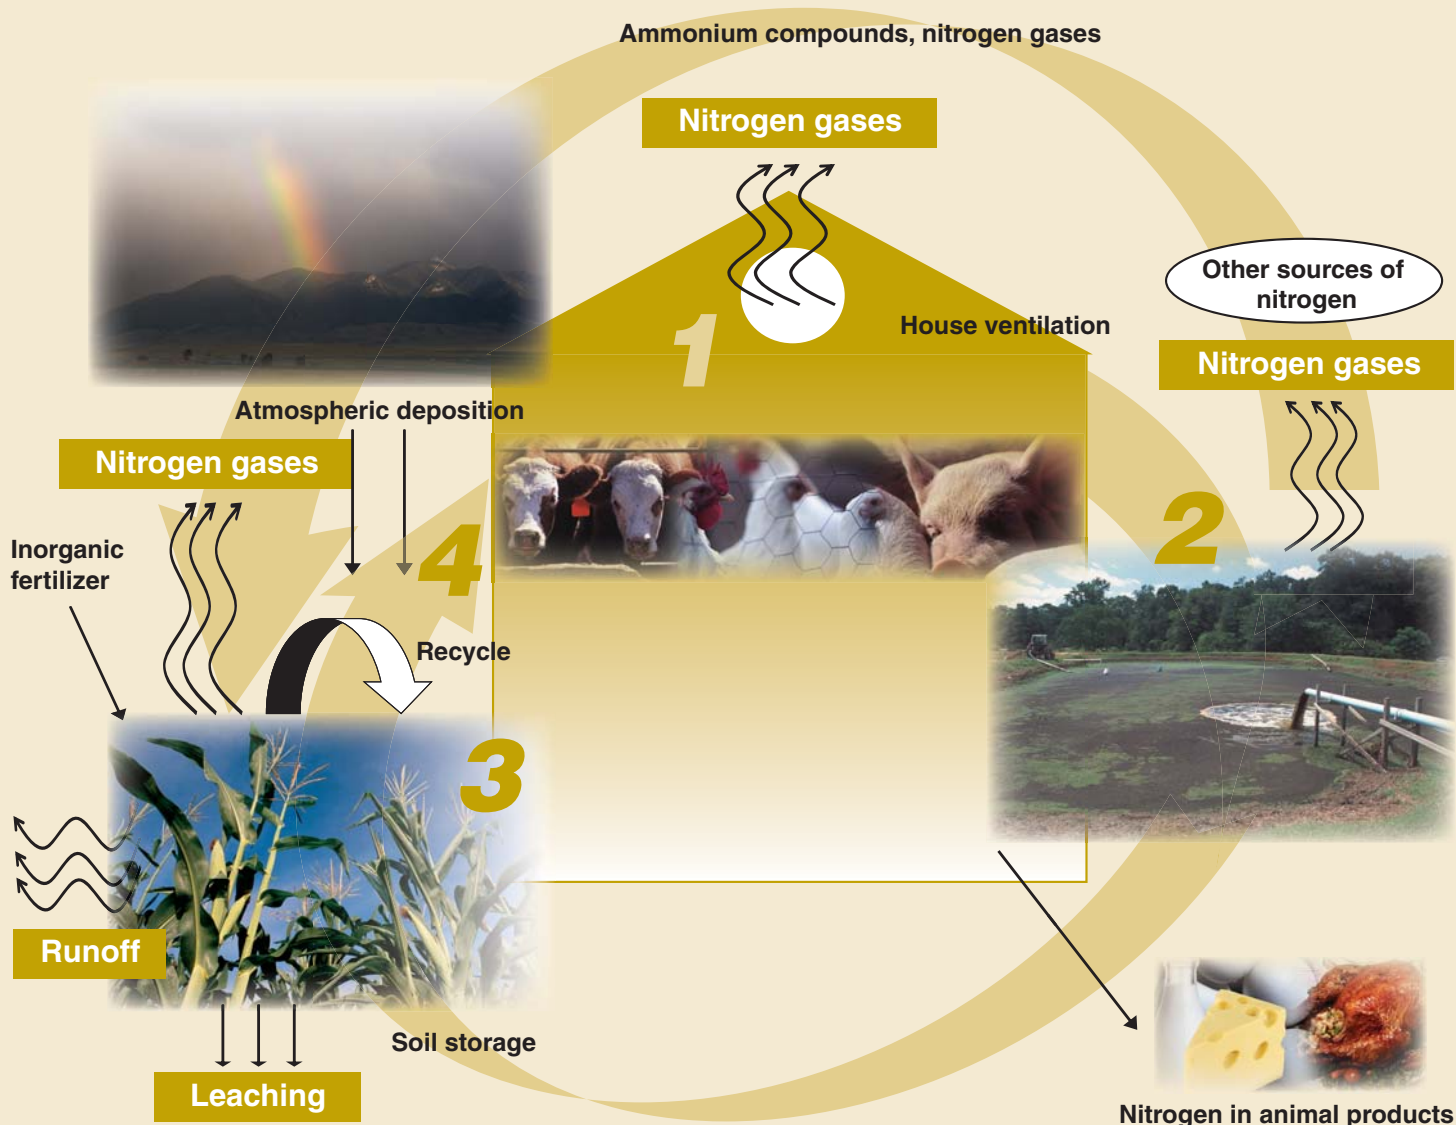 Ammonium compounds, nitrogen gases
Nitrogen gases
Other sources of
nitrogen
House ventilation
1
Nitrogen gases
Atmospheric deposition
Nitrogen gases
2
Inorganic
fertilizer
4
Recycle
3
Runoff
Soil storage
Leaching
Nitrogen in animal products